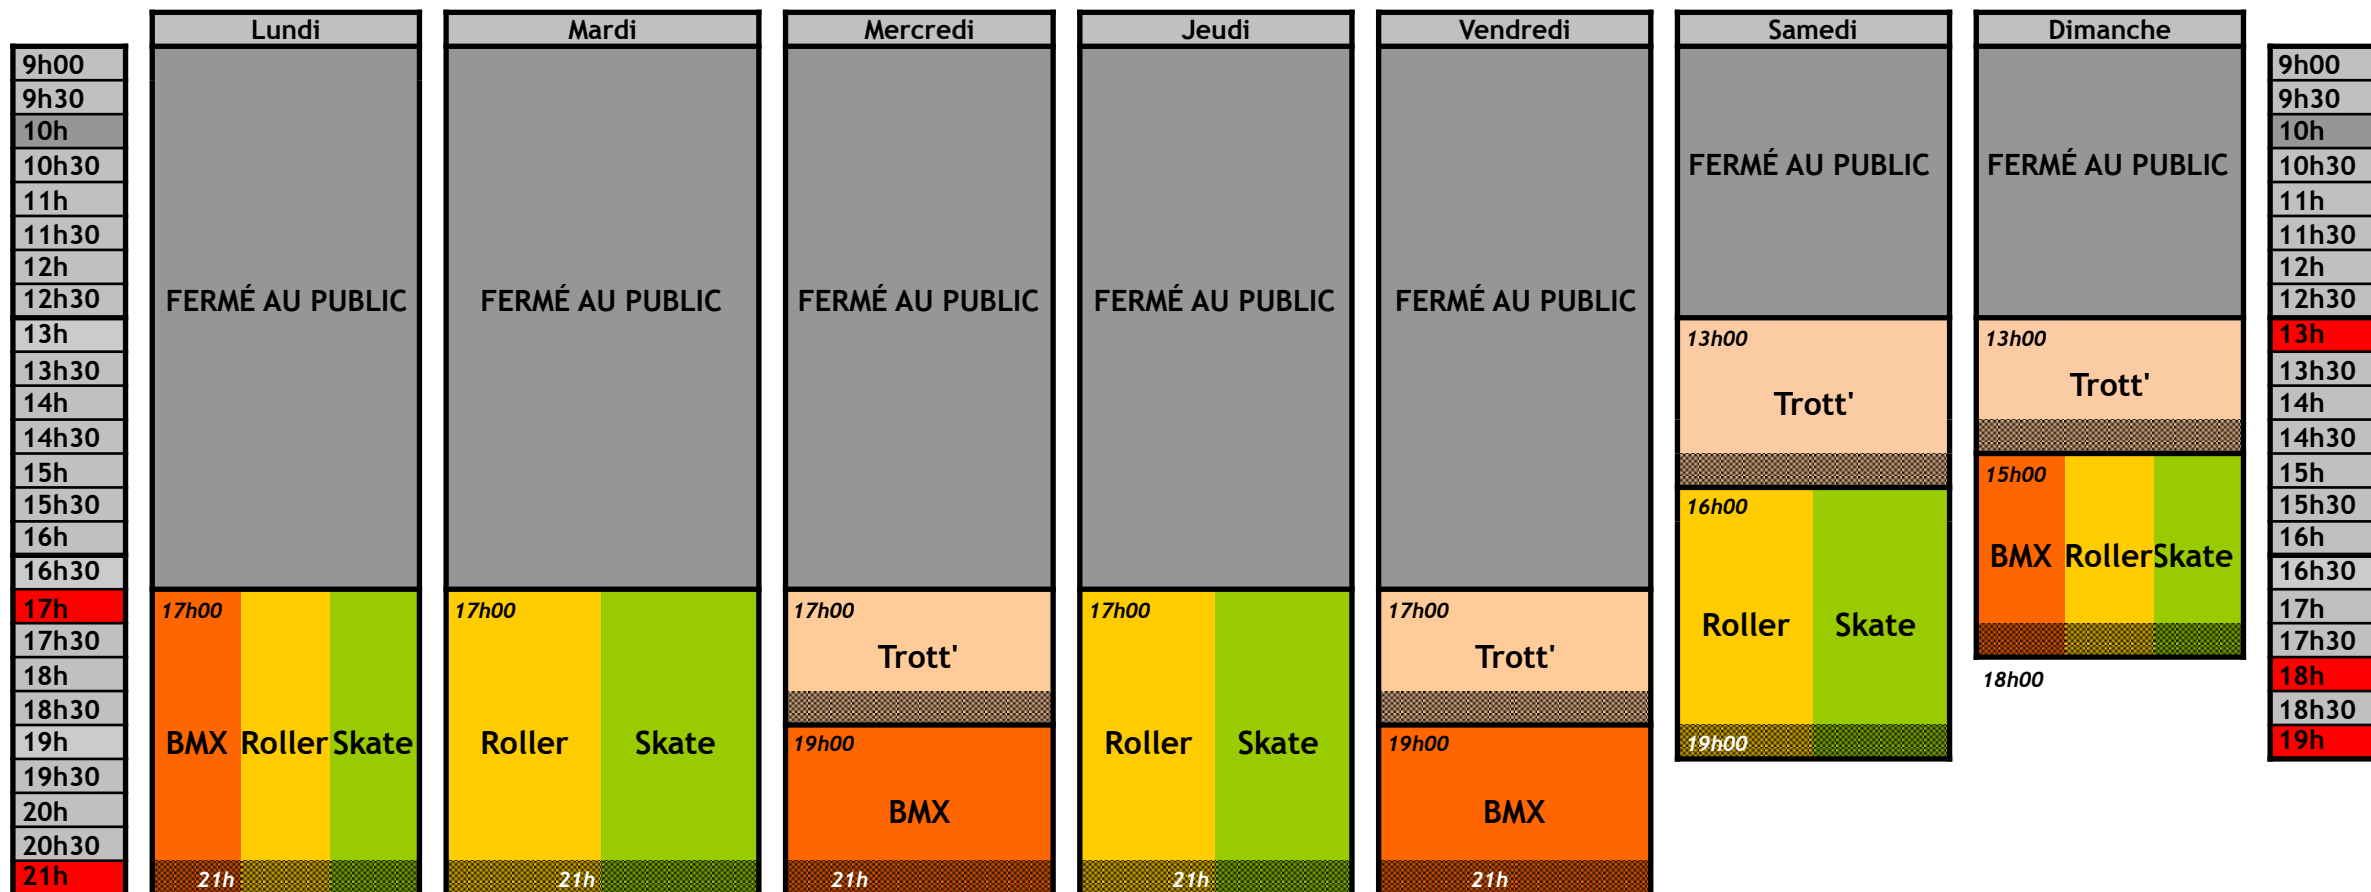 Lundi Mardi Mercredi Jeudi Vendredi Samedi Dimanche
9h00 9h00
9h30 9h30
10h 10h
10h30 FERMÉ AU PUBLIC FERMÉ AU PUBLIC 10h30
11h 11h
11h30 11h30
12h 12h
12h30 FERMÉ AU PUBLIC FERMÉ AU PUBLIC FERMÉ AU PUBLIC FERMÉ AU PUBLIC FERMÉ AU PUBLIC 12h30
13h 13h00 13h00 13h
13h30 Trott' 13h30
14h Trott' 14h
14h30 14h30
15h 15h00 15h
15h30 16h00 15h30
16h 16h
16h30 BMX Roller Skate 16h30
17h 17h00 17h00 17h00 17h00 17h00 17h
17h30 Roller Skate 17h30
18h Trott' Trott' 18h00 18h
18h30 18h30
19h BMX Roller Skate Roller Skate 19h00 Roller Skate 19h00 19h00 19h
19h30
20h BMX BMX
20h30
21h 21h 21h 21h 21h 21h